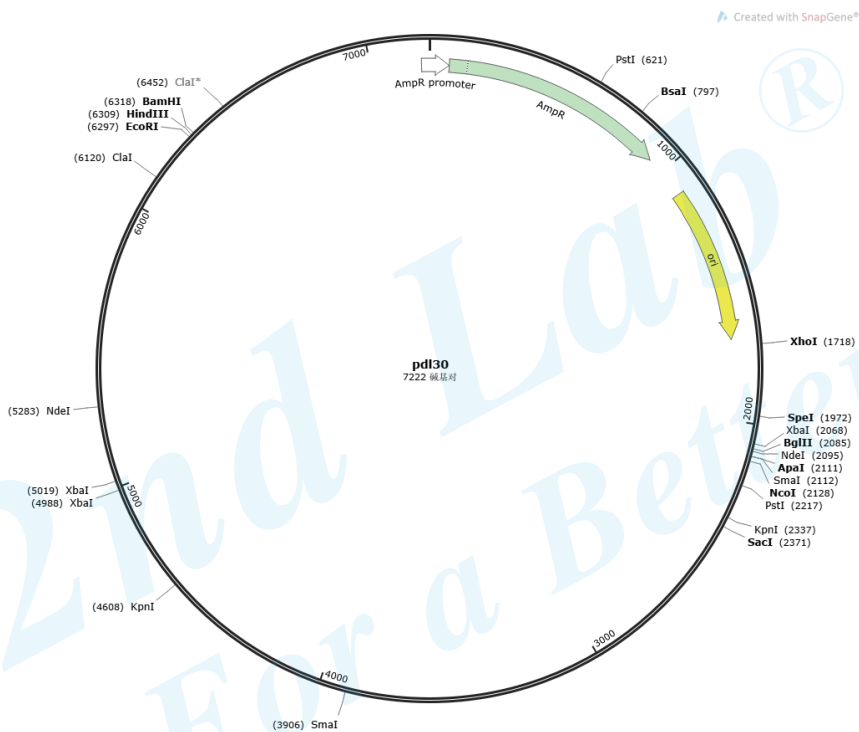 Created with SnapGene®
7000
(6452) ClaI*
(6318) BamHI
(6309) HindIII
(6297) EcoRI
(6120) ClaI
6000
(5283) NdeI
(5019) XbaI
(4988) XbaI
5000
(4608) KpnI
4000
(3906) SmaI
AmpR promoter
AmpR
PstI (621)
BsaI (797)
1000
ori
XhoI (1718)
pdl30
7222 碱基对
2000
SpeI (1972)
XbaI (2068)
BglII (2085)
NdeI (2095)
ApaI (2111)
SmaI (2112)
NcoI (2128)
PstI (2217)
KpnI (2337)
SacI (2371)
3000
2nd Lab ®
For a Better